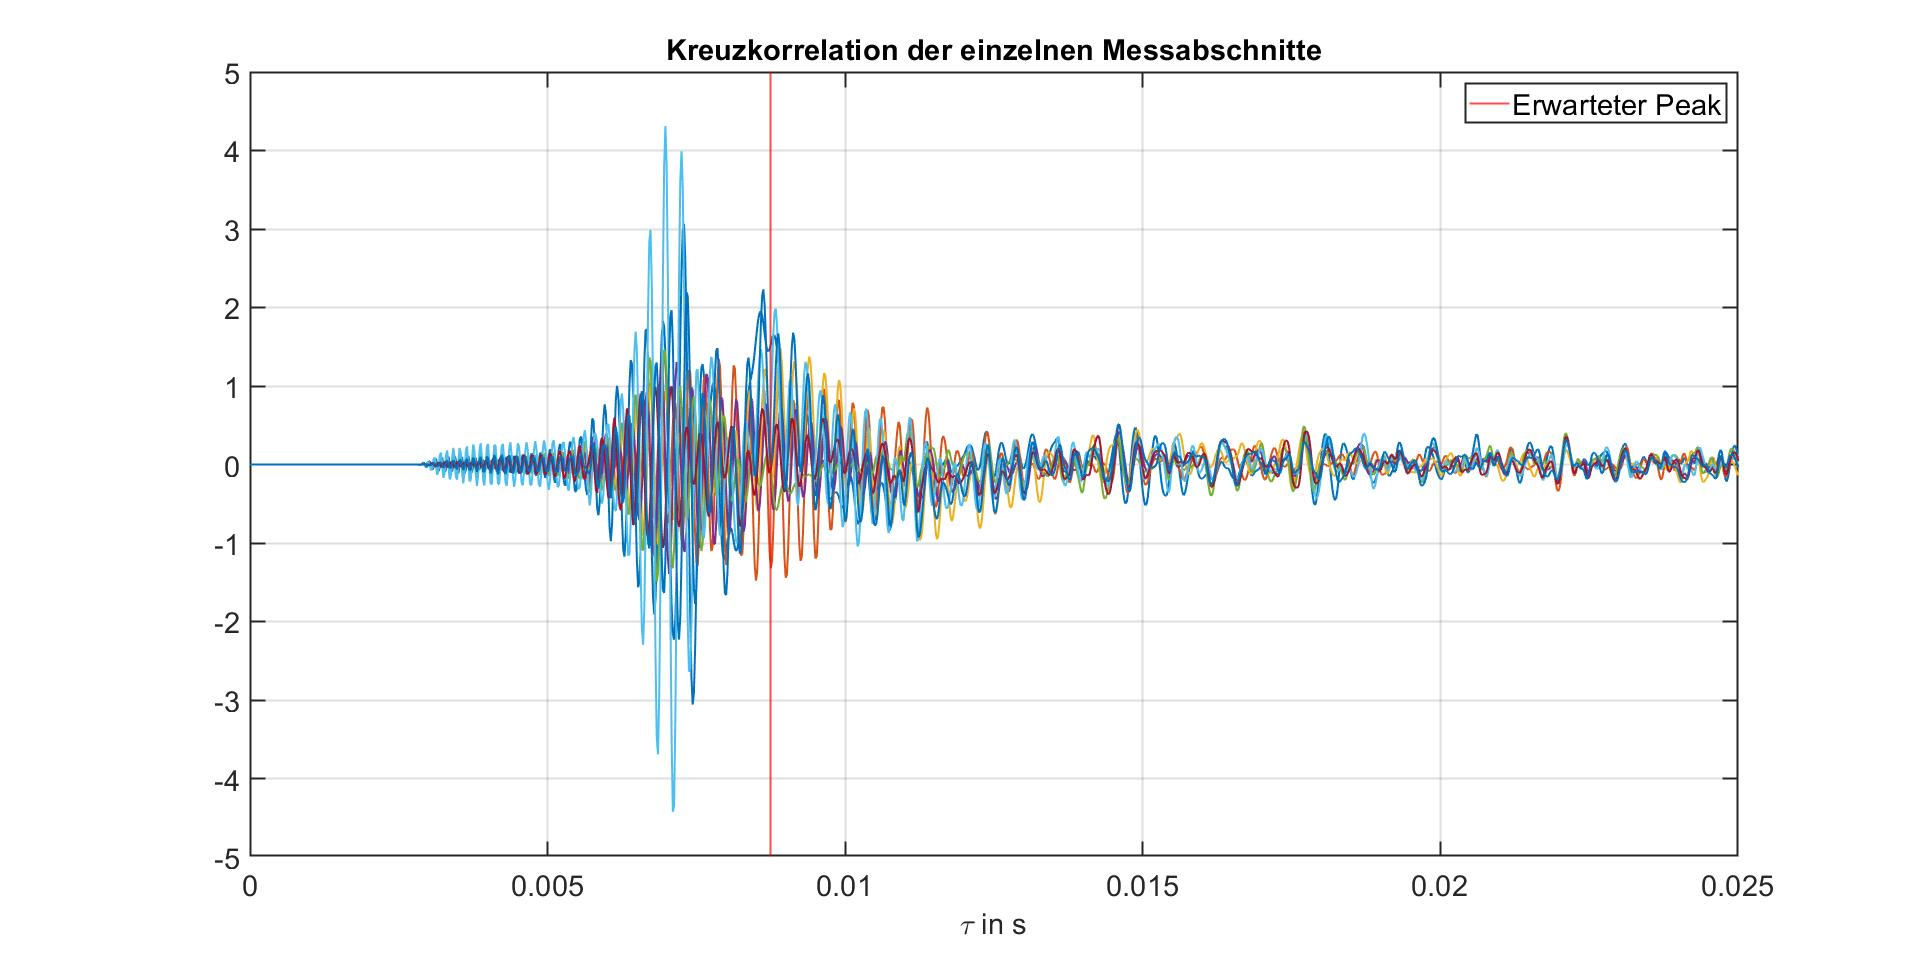 Kreuzkorrelation der einzelnen Messabschnitte
Erwarteter Peak
5
4
3
2
1
0
-1
-2
-3
-4
-5
0 0.005 0.01 0.015 0.02 0.025
τ in s